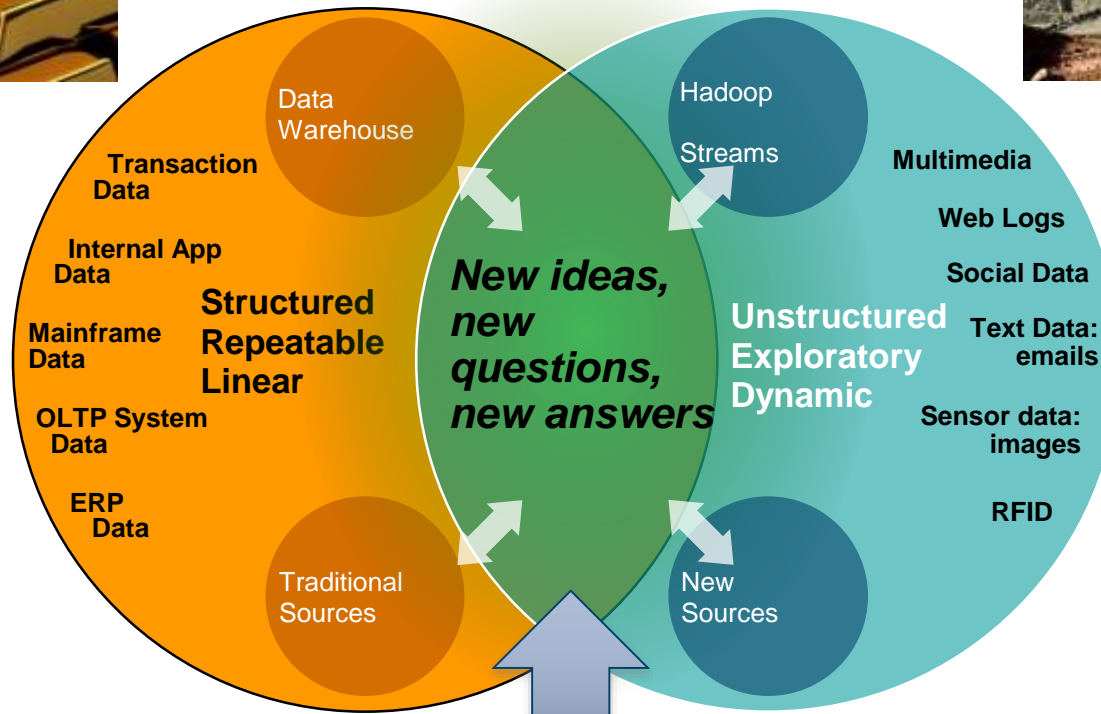 Data
Warehouse
Hadoop
Streams
Transaction
Data
Internal App
Data
Mainframe
Data
OLTP System
Data
ERP
Data
Structured
Repeatable
Linear
New ideas,
new
questions,
new answers
Unstructured
Exploratory
Dynamic
Multimedia
Web Logs
Social Data
Text Data:
emails
Sensor data:
images
RFID
Traditional
Sources
New
Sources